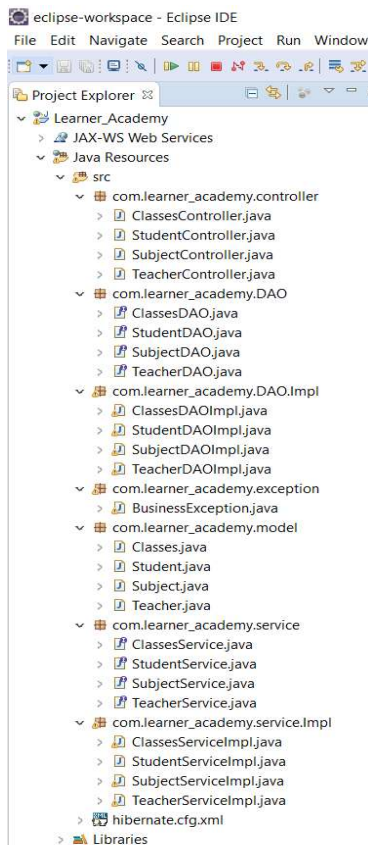 eclipse-workspace - Eclipse IDE
File Edit Navigate Search Project Run Window
Project Explorer
Learner_Academy
JAX-WS Web Services
Java Resources
src
com.learner_academy.controller
ClassesController.java
StudentController.java
SubjectController.java
TeacherController.java
com.learner_academy.DAO
ClassesDAO.java
StudentDAO.java
SubjectDAO.java
TeacherDAO.java
com.learner_academy.DAO.Impl
ClassesDAOImpl.java
StudentDAOImpl.java
SubjectDAOImpl.java
TeacherDAOImpl.java
com.learner_academy.exception
BusinessException.java
com.learner_academy.model
Classes.java
Student.java
Subject.java
Teacher.java
com.learner_academy.service
ClassesService.java
StudentService.java
SubjectService.java
TeacherService.java
com.learner_academy.service.Impl
ClassesServiceImpl.java
StudentServiceImpl.java
SubjectServiceImpl.java
TeacherServiceImpl.java
hibernate.cfg.xml
Libraries